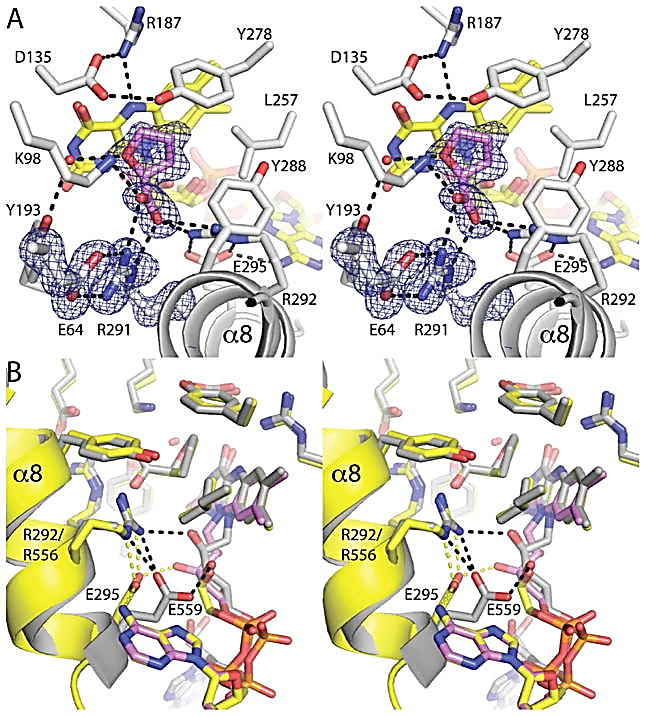 A
R187
R187
D135
Y278
D135
Y278
L257
L257
K98
Y288
K98
Y288
Y193
Y193
E295
E295
R292
R292
E64
R291
α8
E64
R291
α8
B
α8
α8
R292/
R556
R292/
R556
E295
E559
E295
E559